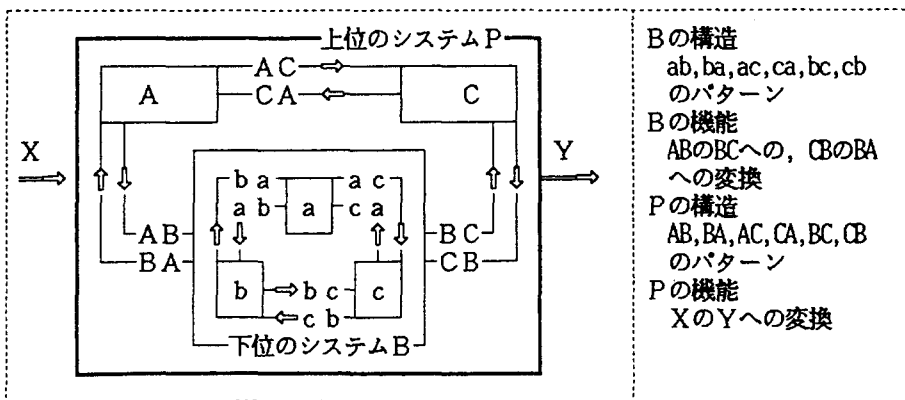 上位のシステムP
AC
CA
A
C
X
Y
ba
ac
ab
a
ca
AB
BA
BC
CB
b
bc
c
cb
下位のシステムB
Bの構造
ab,ba,ac,ca,bc,cb
のパターン
Bの機能
ABのBCへの, CBのBA
への変換
Pの構造
AB,BA,AC,CA,BC,CB
のパターン
Pの機能
XのYへの変換